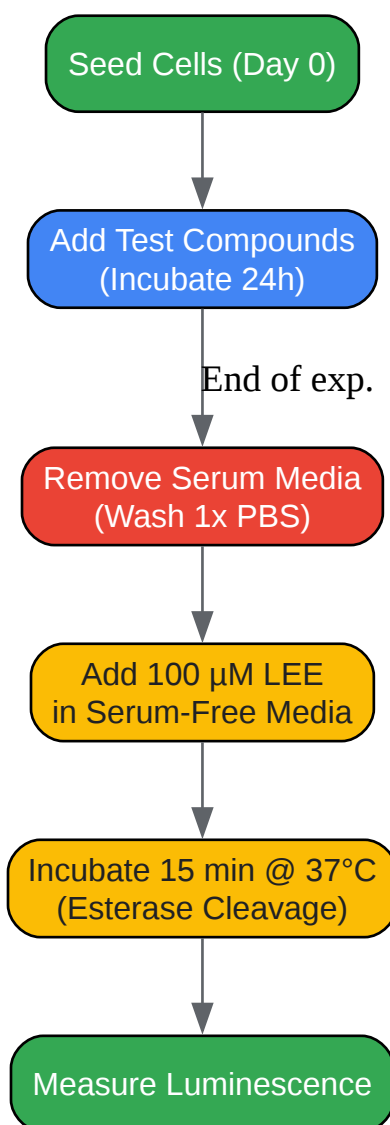 Seed Cells (Day 0)
Add Test Compounds
(Incubate 24h)
End of exp.
Remove Serum Media
(Wash 1x PBS)
Add 100 µM LEE
in Serum-Free Media
Incubate 15 min @ 37°C
(Esterase Cleavage)
Measure Luminescence